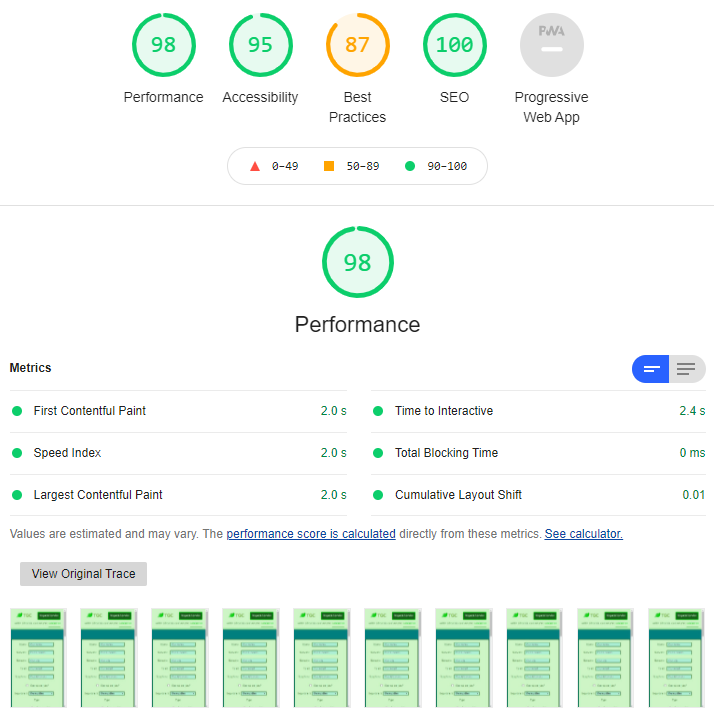 98 95 87 100 PWA
Performance Accessibility Best Practices SEO Progressive Web App
0–49 50–89 90–100
98
Performance
Metrics
First Contentful Paint 2.0 s
Time to Interactive 2.4 s
Speed Index 2.0 s
Total Blocking Time 0 ms
Largest Contentful Paint 2.0 s
Cumulative Layout Shift 0.01
Values are estimated and may vary. The performance score is calculated directly from these metrics. See calculator.
View Original Trace